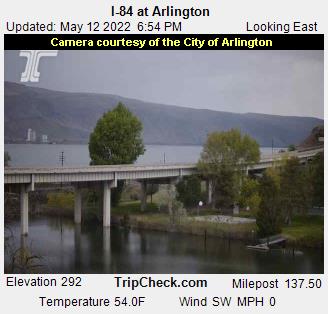 I-84 at Arlington
Updated: May 12 2022 6:54 PM Looking East
Camera courtesy of the City of Arlington
Elevation 292 TripCheck.com Milepost 137.50
Temperature 54.0F Wind SW MPH 0